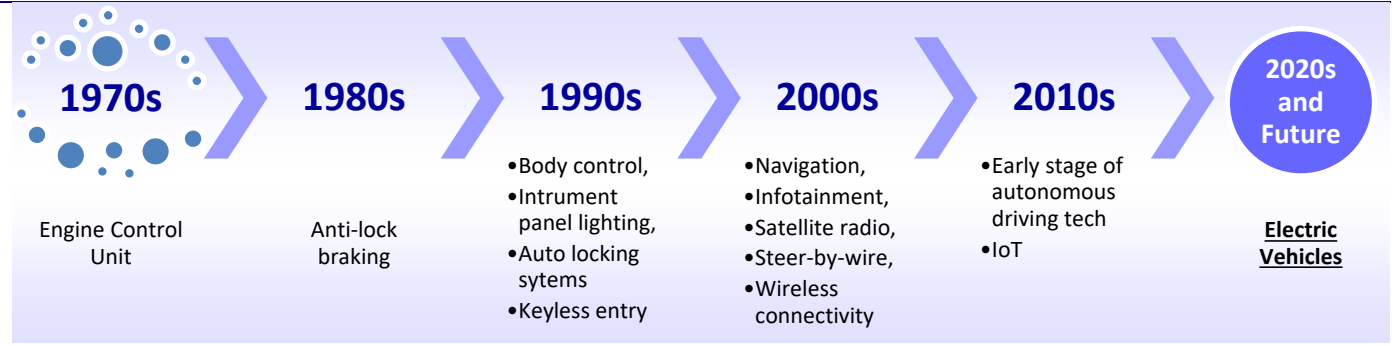 1970s
Engine Control
Unit
1980s
Anti-lock
braking
1990s
•Body control,
•Intrument
panel lighting,
•Auto locking
sytems
•Keyless entry
2000s
•Navigation,
•Infotainment,
•Satellite radio,
•Steer-by-wire,
•Wireless
connectivity
2010s
•Early stage of
autonomous
driving tech
•IoT
2020s
and
Future
Electric
Vehicles